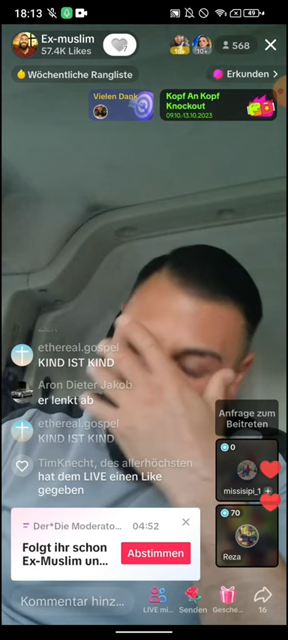 18:13
49
Ex-muslim
57.4K Likes
10k
10+
568
Wöchentliche Rangliste
Erkunden >
Vielen Dank
Kopf An Kopf
Knockout
09.10.-13.10.2023
ethereal.gospel
KIND IST KIND
Aron Dieter Jakob
er lenkt ab
ethereal.gospel
KIND IST KIND
TimKnecht, des allerhöchsten
hat dem LIVE einen Like
gegeben
Anfrage zum
Beitreten
0
missisipi_1
70
Reza
Der*Die Moderato...
04:52
Folgt ihr schon
Ex-Muslim un...
Abstimmen
Kommentar hinz...
LIVE mi...
Senden
Gesche...
16